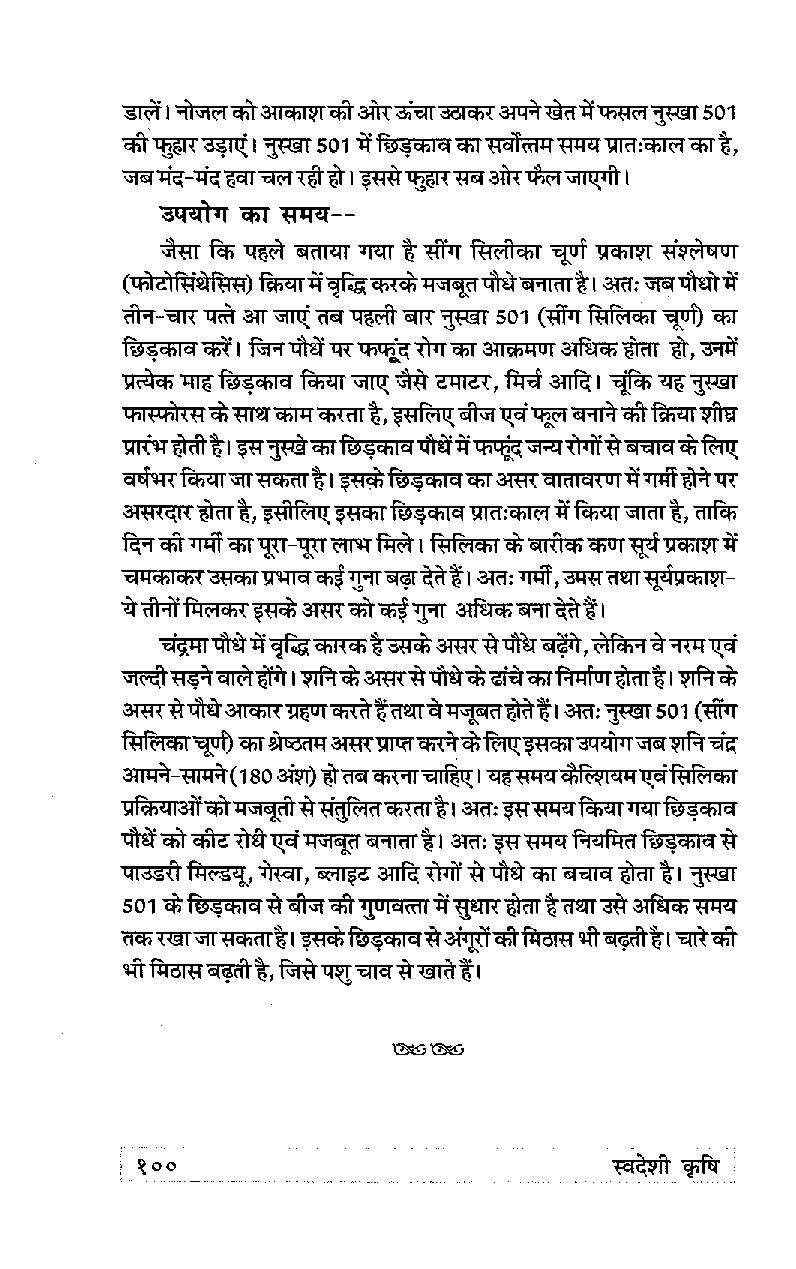 डालें। नोजल को आकाश की ओर ऊंचा उठाकर अपने खेत में फसल नुस्खा 501
की फुहार उड़ाएं। नुस्खा 501 में छिड़काव का सर्वोत्तम समय प्रातःकाल का है,
जब मंद-मंद हवा चल रही हो। इससे फुहार सब ओर फैल जाएगी।
उपयोग का समय--
जैसा कि पहले बताया गया है सींग सिलीका चूर्ण प्रकाश संश्लेषण
(फोटोसिंथेसिस) क्रिया में वृद्धि करके मजबूत पौधे बनाता है। अतः जब पौधो में
तीन-चार पत्ते आ जाएं तब पहली बार नुस्खा 501 (सींग सिलिका चूर्ण) का
छिड़काव करें। जिन पौधें पर फफूंद रोग का आक्रमण अधिक होता हो, उनमें
प्रत्येक माह छिड़काव किया जाए जैसे टमाटर, मिर्च आदि। चूंकि यह नुस्खा
फास्फोरस के साथ काम करता है, इसलिए बीज एवं फूल बनाने की क्रिया शीघ्र
प्रारंभ होती है। इस नुस्खे का छिड़काव पौधें में फफूंद जन्य रोगों से बचाव के लिए
वर्षभर किया जा सकता है। इसके छिड़काव का असर वातावरण में गर्मी होने पर
असरदार होता है, इसीलिए इसका छिड़काव प्रातःकाल में किया जाता है, ताकि
दिन की गर्मी का पूरा-पूरा लाभ मिले। सिलिका के बारीक कण सूर्य प्रकाश में
चमकाकर उसका प्रभाव कई गुना बढ़ा देते हैं। अतः गर्मी, उमस तथा सूर्यप्रकाश-
ये तीनों मिलकर इसके असर को कई गुना अधिक बना देते हैं।
चंद्रमा पौधे में वृद्धि कारक है उसके असर से पौधे बढ़ेंगे, लेकिन वे नरम एवं
जल्दी सड़ने वाले होंगे। शनि के असर से पौधे के ढांचे का निर्माण होता है। शनि के
असर से पौधे आकार ग्रहण करते हैं तथा वे मजूबत होते हैं। अतः नुस्खा 501 (सींग
सिलिका चूर्ण) का श्रेष्ठतम असर प्राप्त करने के लिए इसका उपयोग जब शनि चंद्र
आमने-सामने (180 अंश) हो तब करना चाहिए। यह समय कैल्शियम एवं सिलिका
प्रक्रियाओं को मजबूती से संतुलित करता है। अतः इस समय किया गया छिड़काव
पौधें को कीट रोधी एवं मजबूत बनाता है। अतः इस समय नियमित छिड़काव से
पाउडरी मिल्डयू, गेस्वा, ब्लाइट आदि रोगों से पौधे का बचाव होता है। नुस्खा
501 के छिड़काव से बीज की गुणवत्ता में सुधार होता है तथा उसे अधिक समय
तक रखा जा सकता है। इसके छिड़काव से अंगूरों की मिठास भी बढ़ती है। चारे की
भी मिठास बढ़ती है, जिसे पशु चाव से खाते हैं।
१००
स्वदेशी कृषि